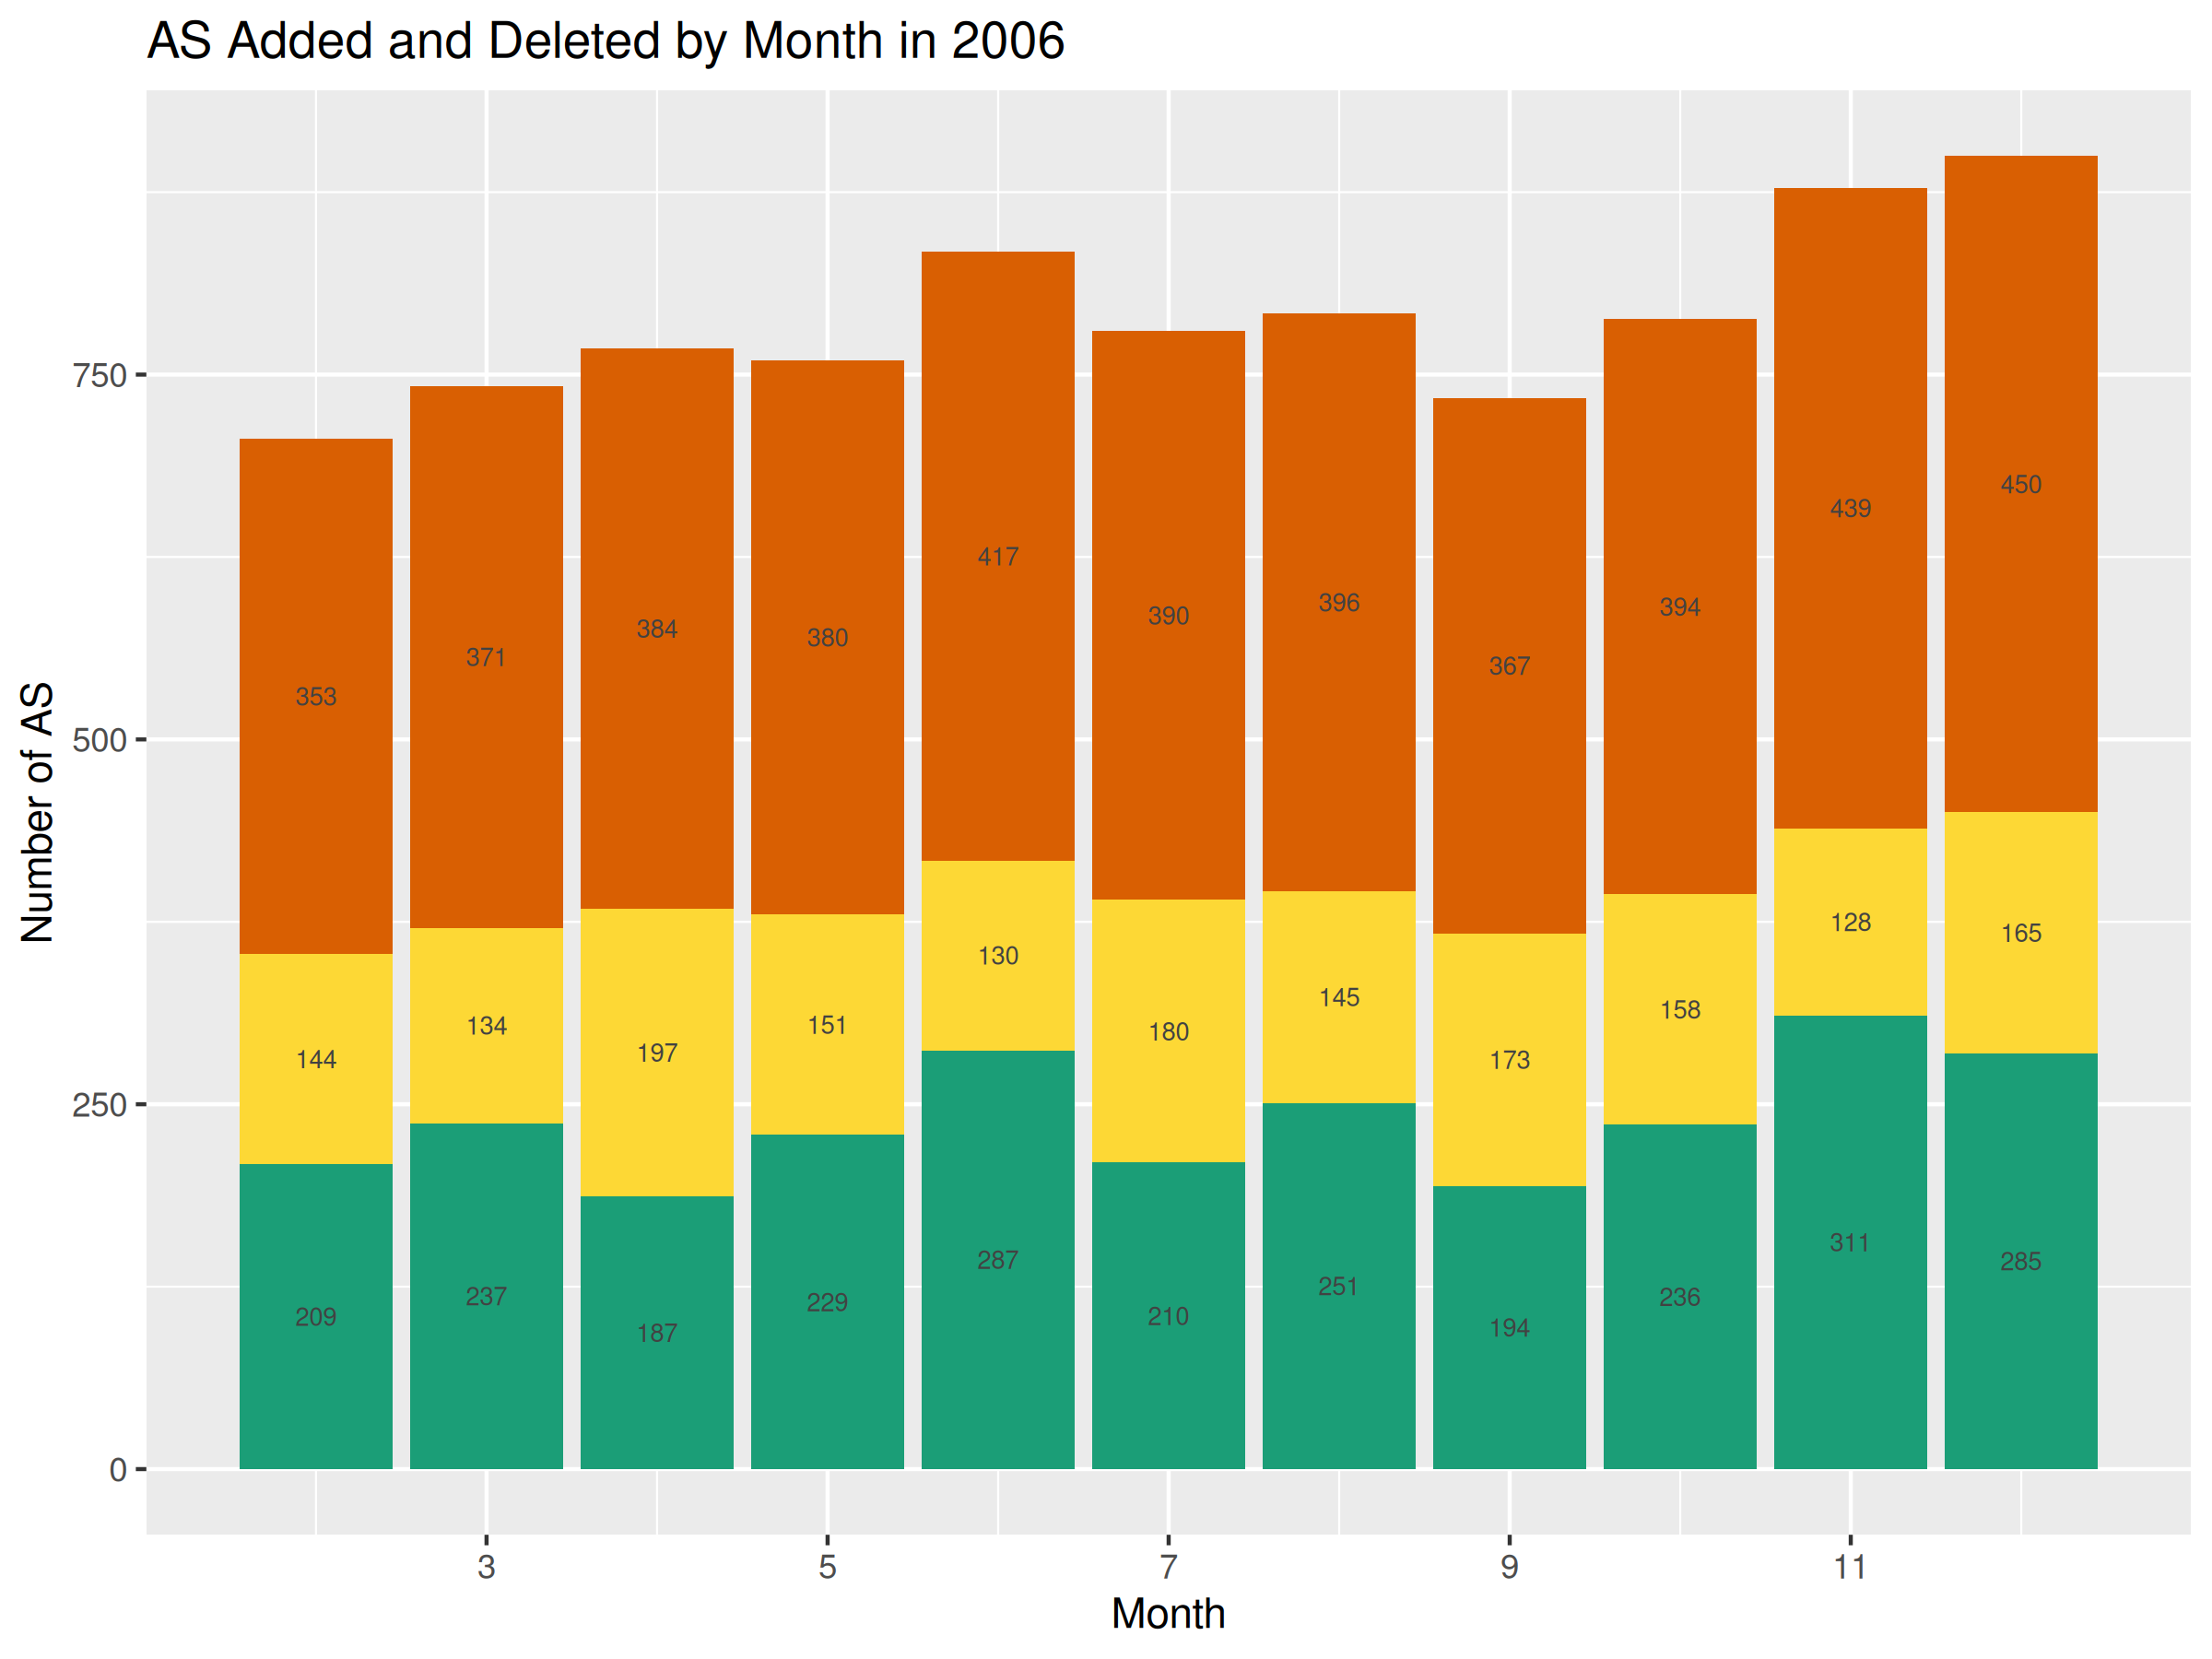 AS Added and Deleted by Month in 2006
Number of AS
750
500
250
0
353 371 384 380 417 390 396 367 394 439 450
144 134 197 151 130 180 145 173 158 128 165
209 237 187 229 287 210 251 194 236 311 285
3 5 7 9 11
Month